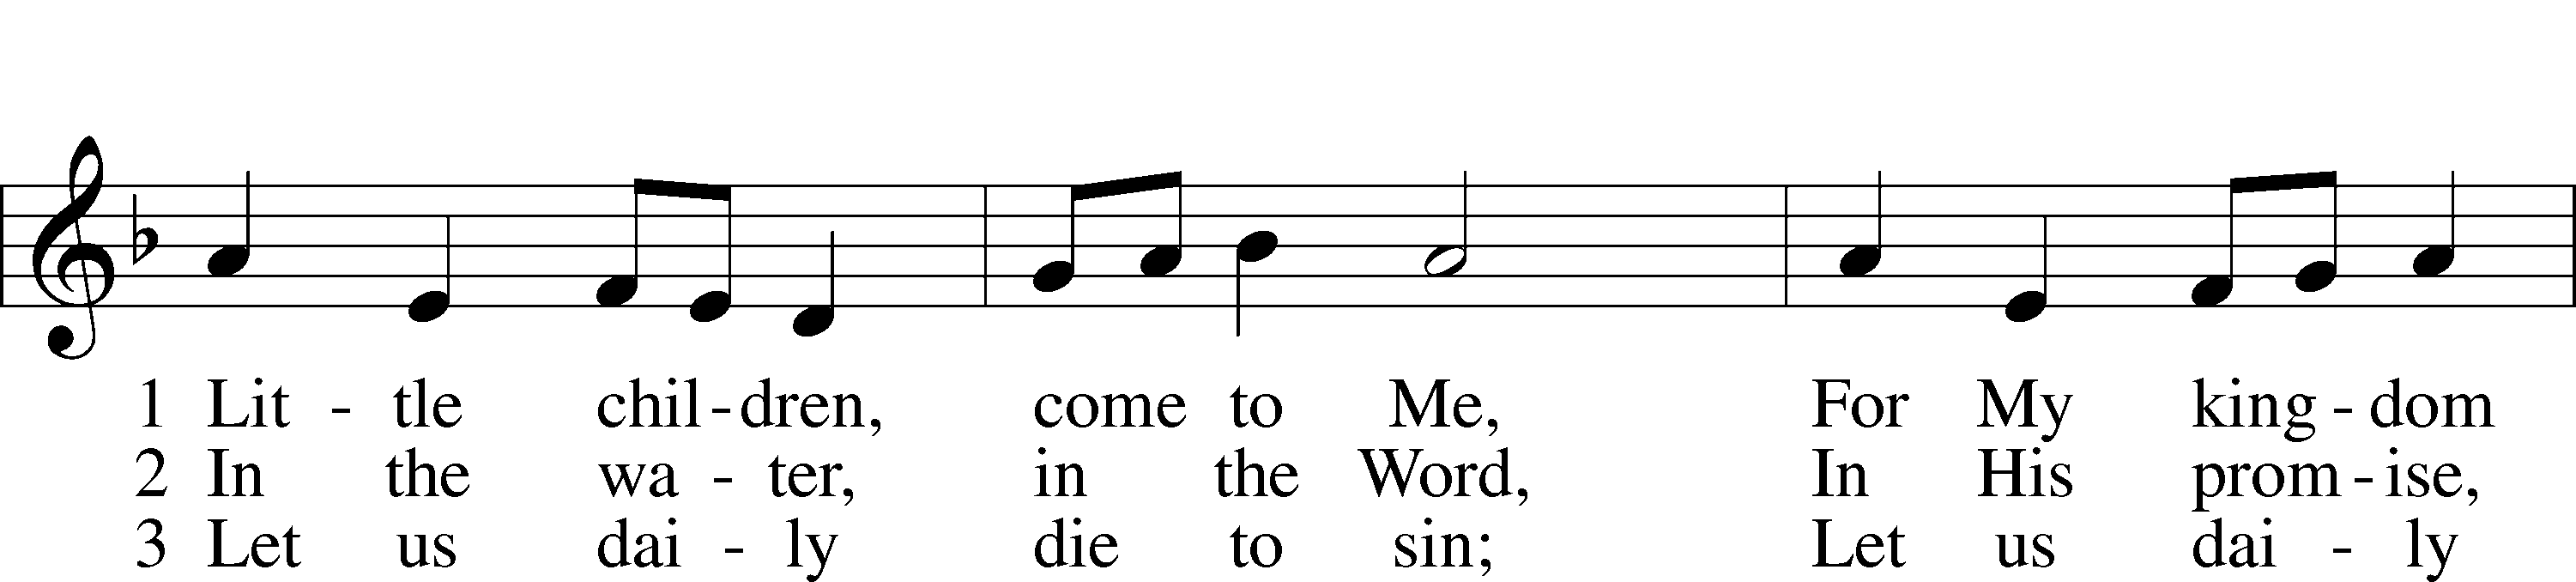 1 Lit - tle chil - dren, come to Me, For My king - dom
2 In the wa - ter, in the Word, In His prom - ise,
3 Let us dai - ly die to sin; Let us dai - ly